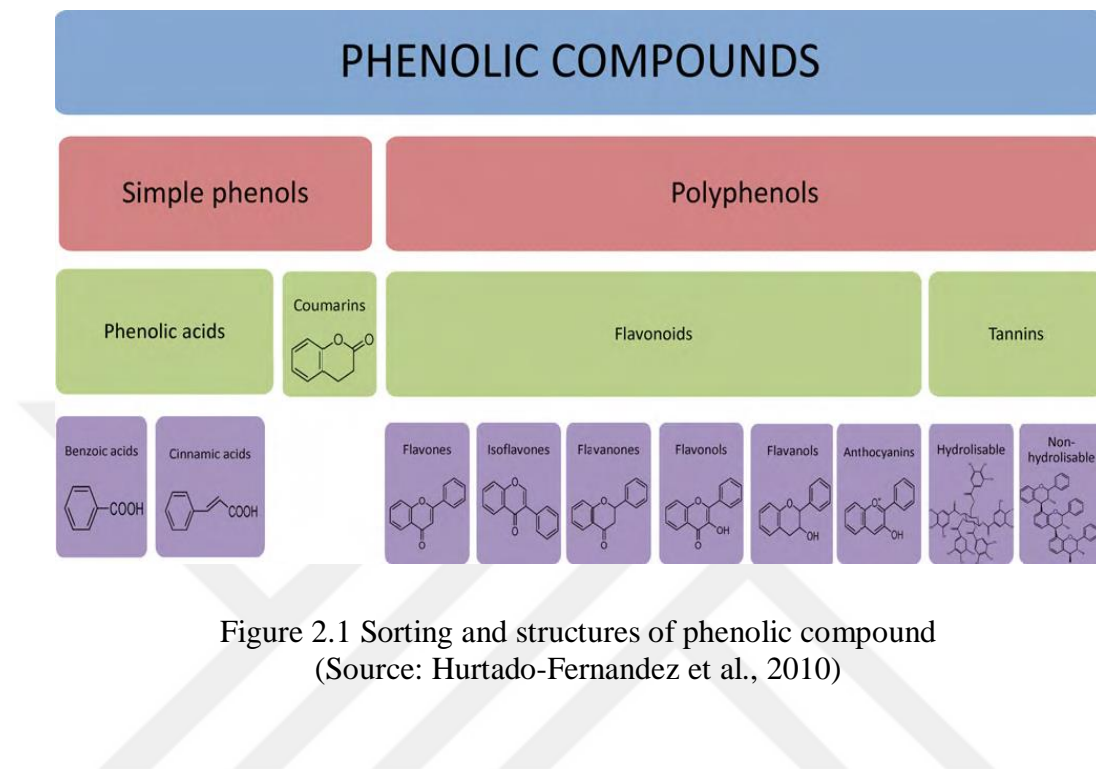 PHENOLIC COMPOUNDS
Simple phenols
Polyphenols
Phenolic acids
Coumarins
O
O
Flavonoids
Tannins
Benzoic acids
COOH
Cinnamic acids
COOH
Flavones
O
O
Isoflavones
O
O
Flavanones
O
O
Flavonols
O
OH
O
Flavanols
O
OH
Anthocyanins
O+
OH
Hydrolisable
Non-
hydrolisable
Figure 2.1 Sorting and structures of phenolic compound
(Source: Hurtado-Fernandez et al., 2010)